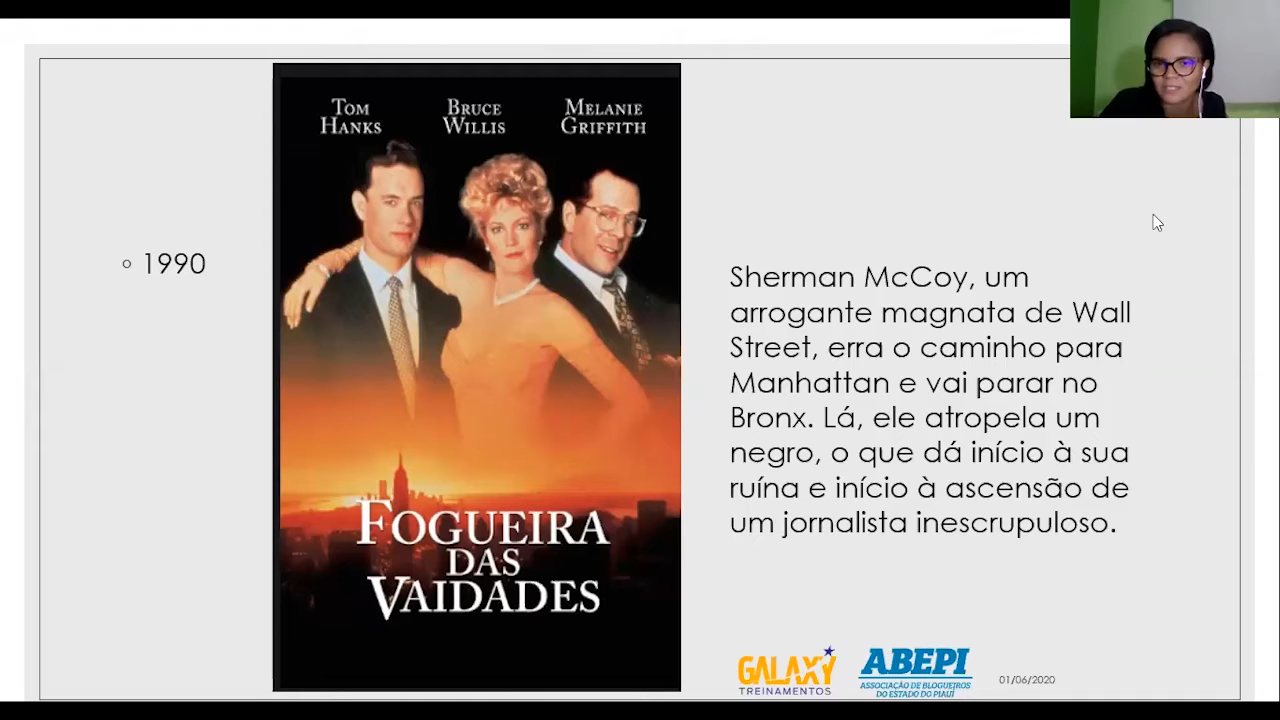 1990
TOM HANKS
BRUCE WILLIS
MELANIE GRIFFITH
FOGUEIRA
DAS
VAIDADES
Sherman McCoy, um
arrogante magnata de Wall
Street, erra o caminho para
Manhattan e vai parar no
Bronx. Lá, ele atropela um
negro, o que dá início à sua
ruína e início à ascensão de
um jornalista inescrupuloso.
GALAXY
TREINAMENTOS
ABEPI
ASSOCIAÇÃO DE BLOGUEIROS
DO ESTADO DO PIAUÍ
01/06/2020